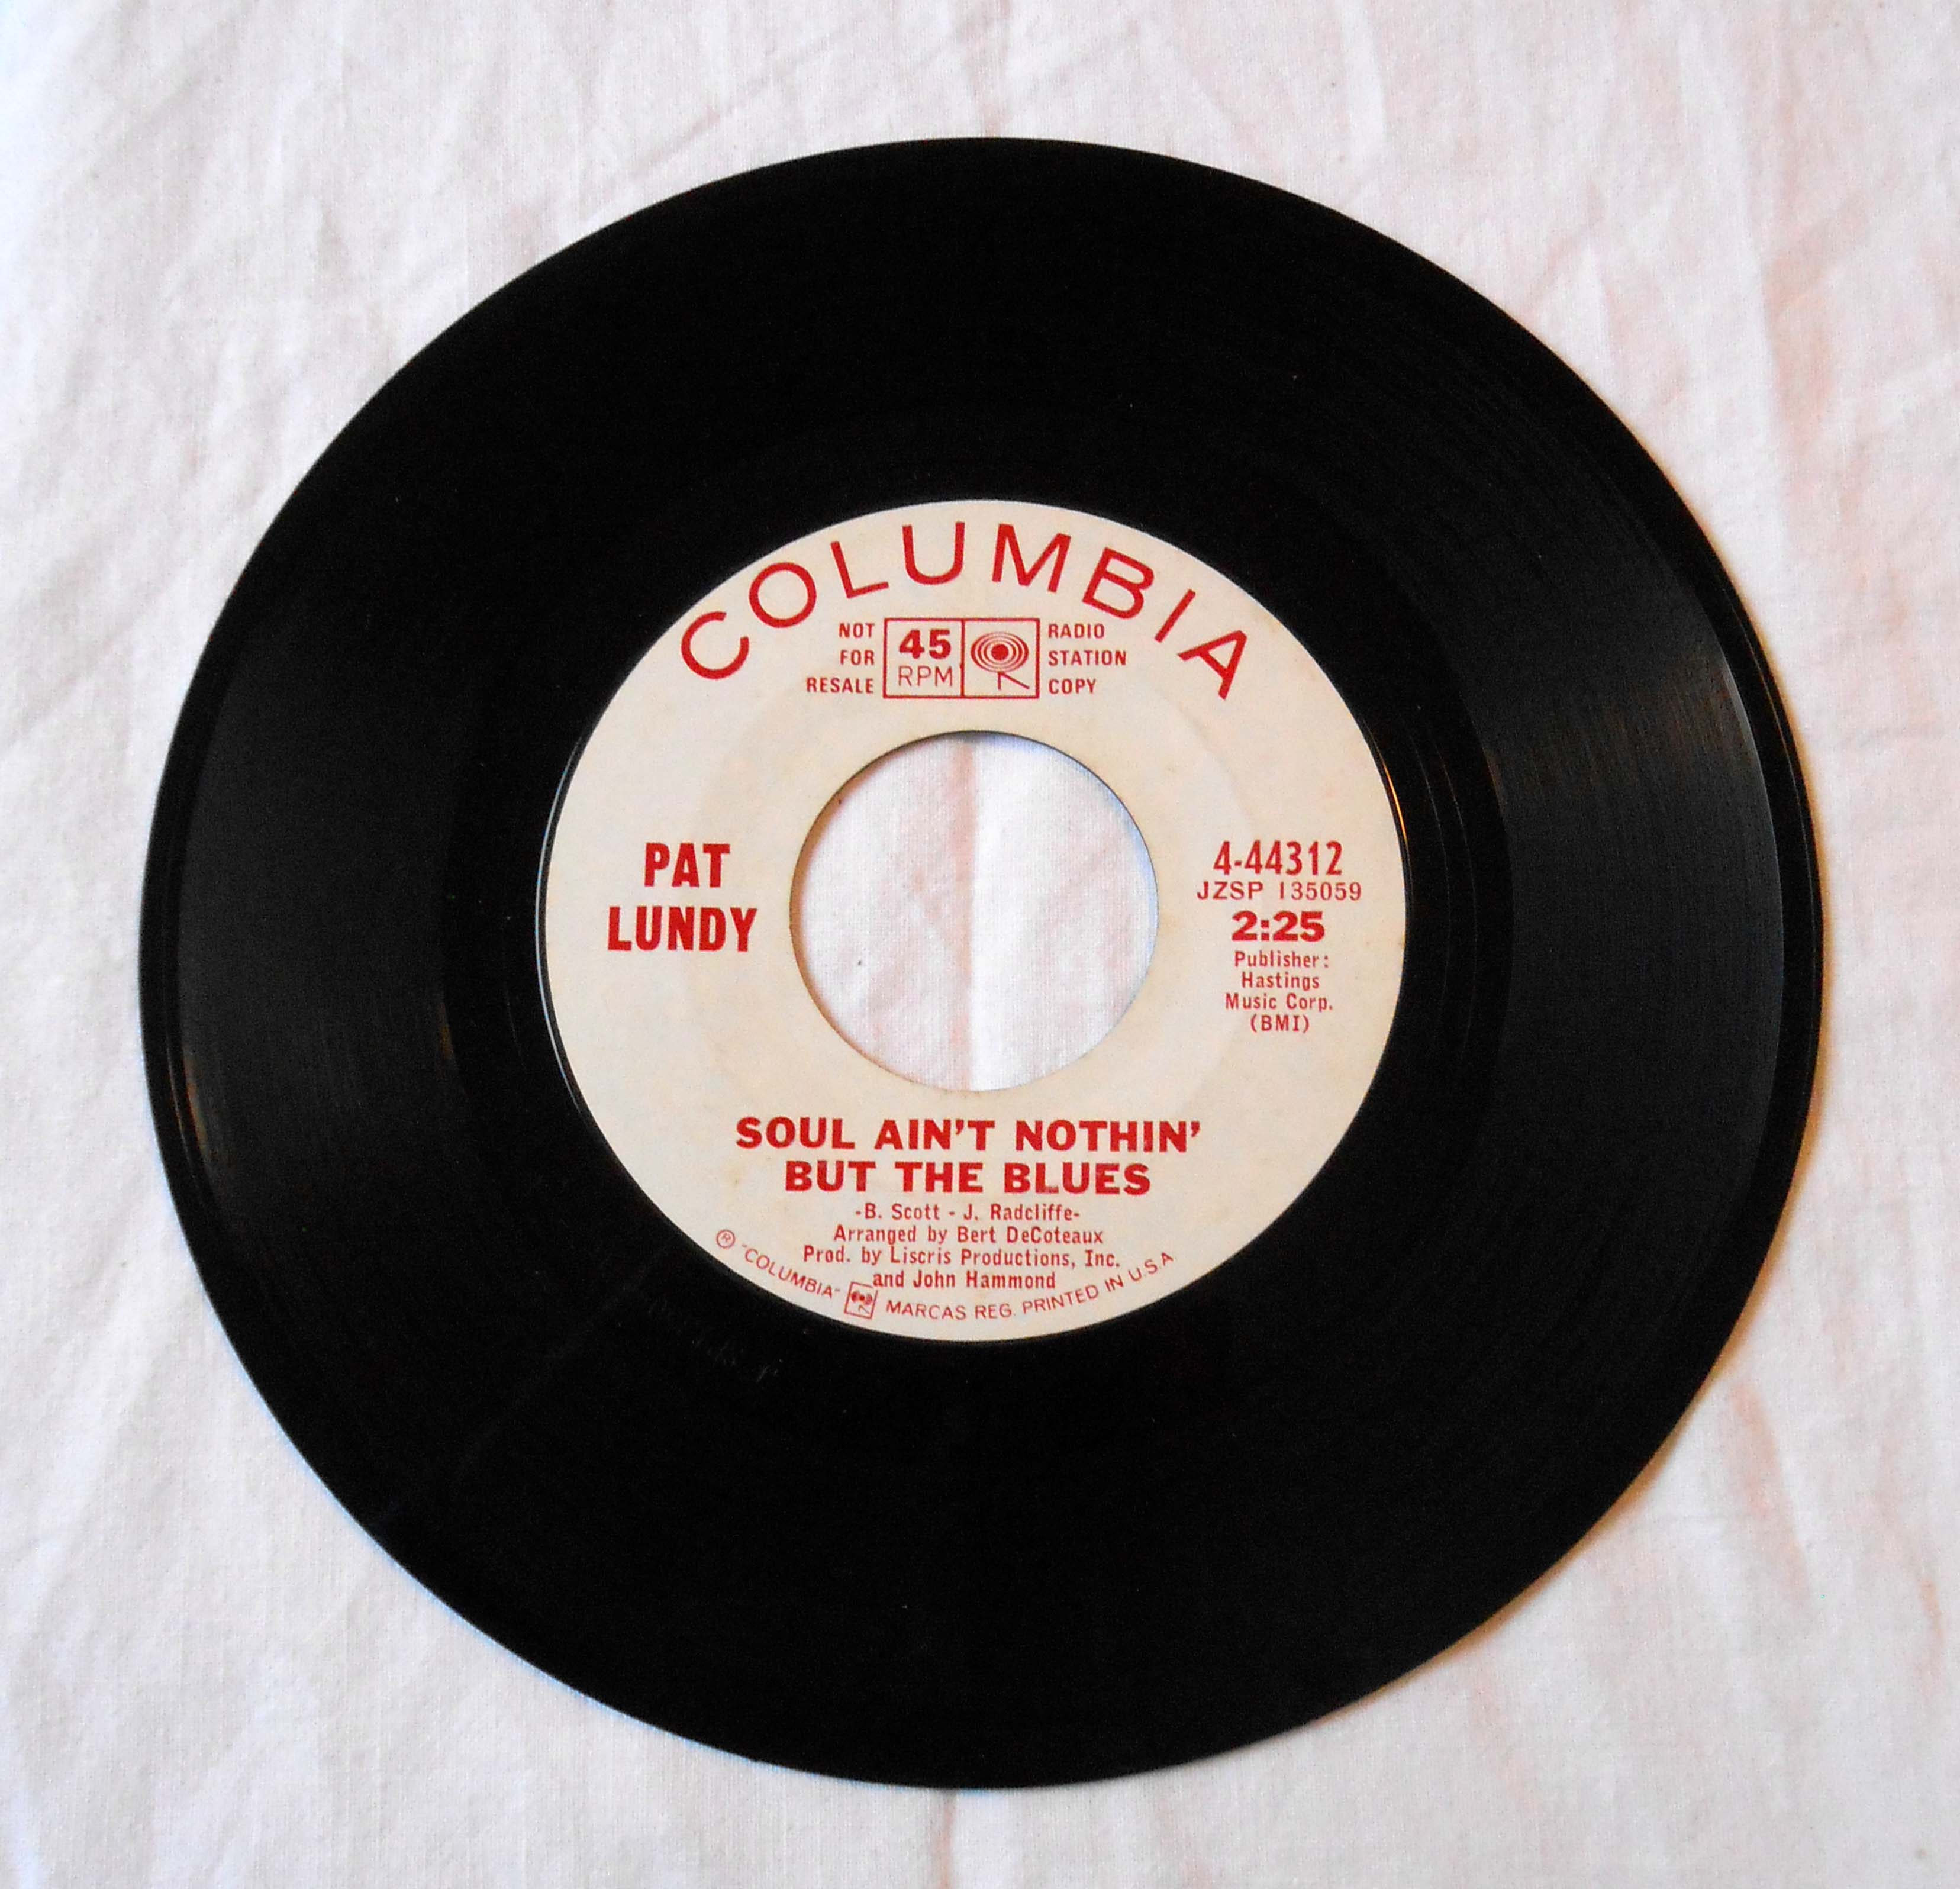 COLUMBIA
NOT
FOR
RESALE
45
RPM
RADIO
STATION
COPY
PAT
LUNDY
4-44312
JZSP 135059
2:25
Publisher:
Hastings
Music Corp.
(BMI)
SOUL AIN'T NOTHIN'
BUT THE BLUES
-B. Scott - J. Radcliffe-
Arranged by Bert DeCoteaux
Prod. by Liscris Productions, Inc.
and John Hammond
® "COLUMBIA" MARCAS REG. PRINTED IN U.S.A.